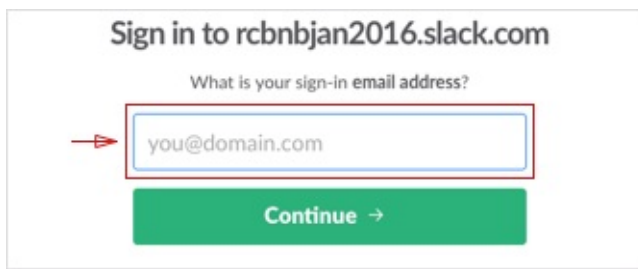 Sign in to rcbnbjan2016.slack.com
What is your sign-in email address?
you@domain.com
Continue →